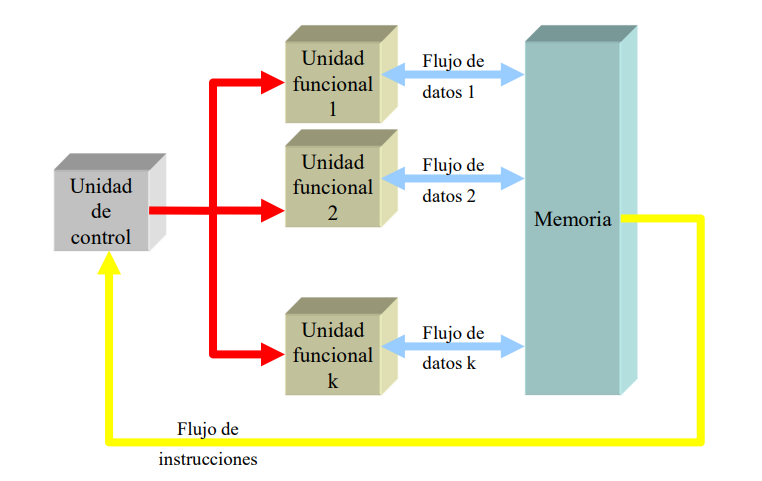 Unidad
de
control
Unidad
funcional
1
Flujo de
datos 1
Unidad
funcional
2
Flujo de
datos 2
Unidad
funcional
k
Flujo de
datos k
Memoria
Flujo de
instrucciones